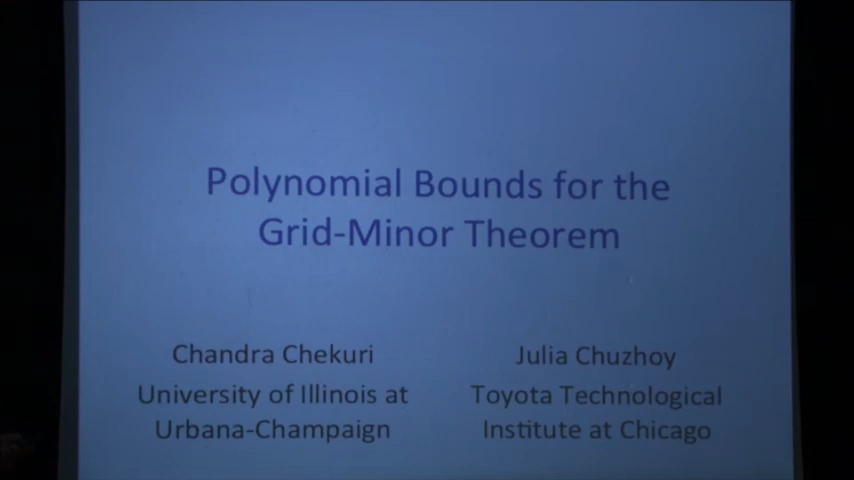 Polynomial Bounds for the
Grid-Minor Theorem
Chandra Chekuri
University of Illinois at
Urbana-Champaign
Julia Chuzhoy
Toyota Technological
Institute at Chicago